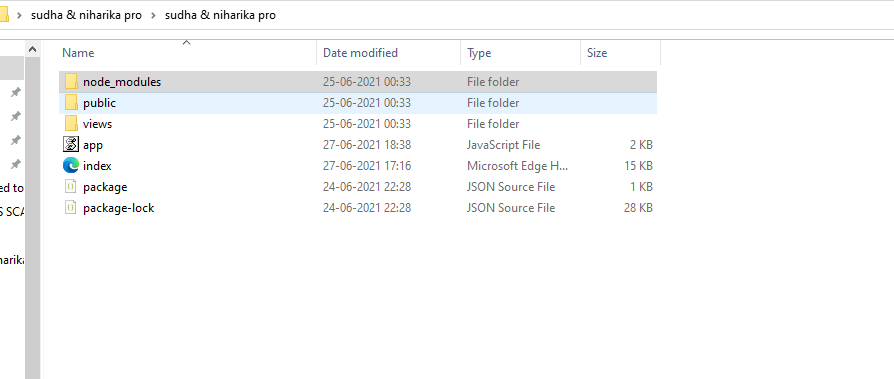 sudha & niharika pro > sudha & niharika pro
Name Date modified Type Size
node_modules 25-06-2021 00:33 File folder
public 25-06-2021 00:33 File folder
views 25-06-2021 00:33 File folder
app 27-06-2021 18:38 JavaScript File 2 KB
index 27-06-2021 17:16 Microsoft Edge H... 15 KB
package 24-06-2021 22:28 JSON Source File 1 KB
ed to
package-lock 24-06-2021 22:28 JSON Source File 28 KB
S SCA
arika